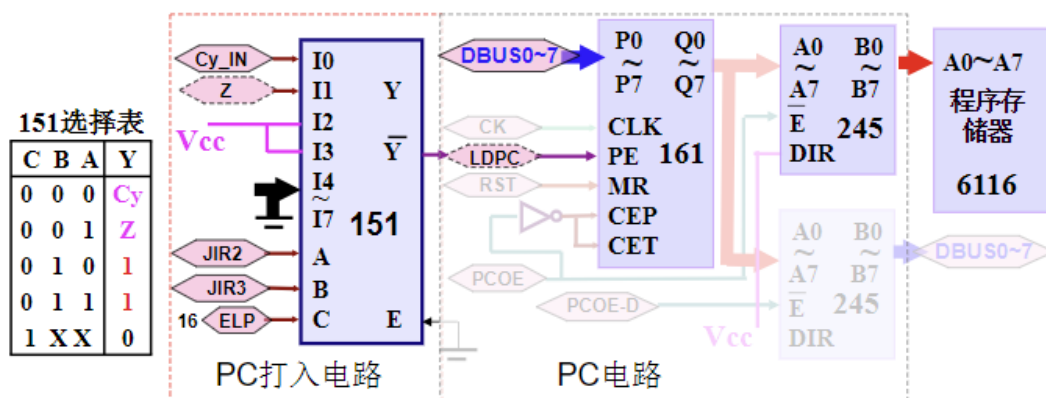 151选择表
C B A Y
0 0 0 Cy
0 0 1 Z
0 1 0 1
0 1 1 1
1 X X 0
Cy_IN
Z
Vcc
JIR2
JIR3
16 ELP
I0
I1 Y
I2
I3 Y
I4
~
I7 151
A
B
C E
PC打入电路
DBUS0~7
CK
LDPC
RST
PCOE
PCOE-D
P0 Q0
~ ~
P7 Q7
CLK
PE 161
MR
CEP
CET
Vcc
A0 B0
~ ~
A7 B7
E 245
DIR
A0 B0
~ ~
A7 B7
E 245
DIR
DBUS0~7
PC电路
A0~A7
程序存
储器
6116